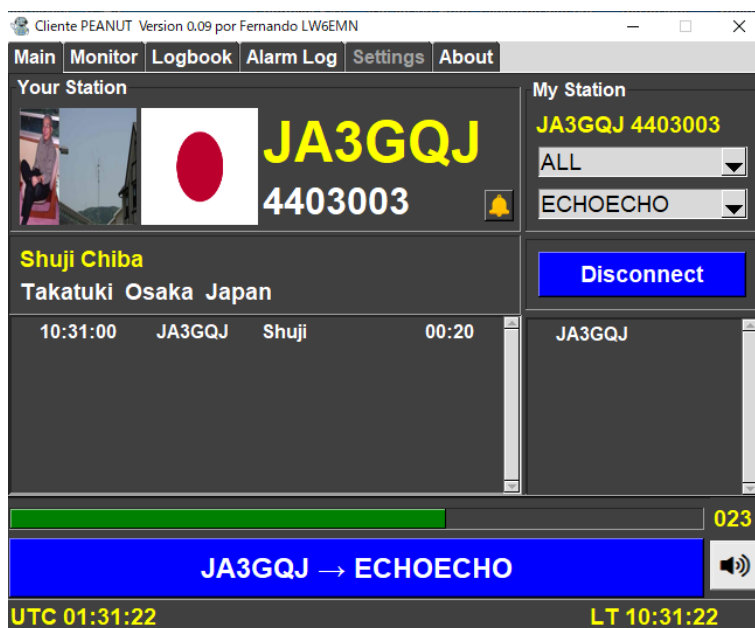 Cliente PEANUT Version 0.09 por Fernando LW6EMN
Main Monitor Logbook Alarm Log Settings About
Your Station
JA3GQJ
4403003
My Station
JA3GQJ 4403003
ALL
ECHOECHO
Shuji Chiba
Takatuki Osaka Japan
Disconnect
10:31:00 JA3GQJ Shuji 00:20
JA3GQJ
023
JA3GQJ → ECHOECHO
UTC 01:31:22
LT 10:31:22